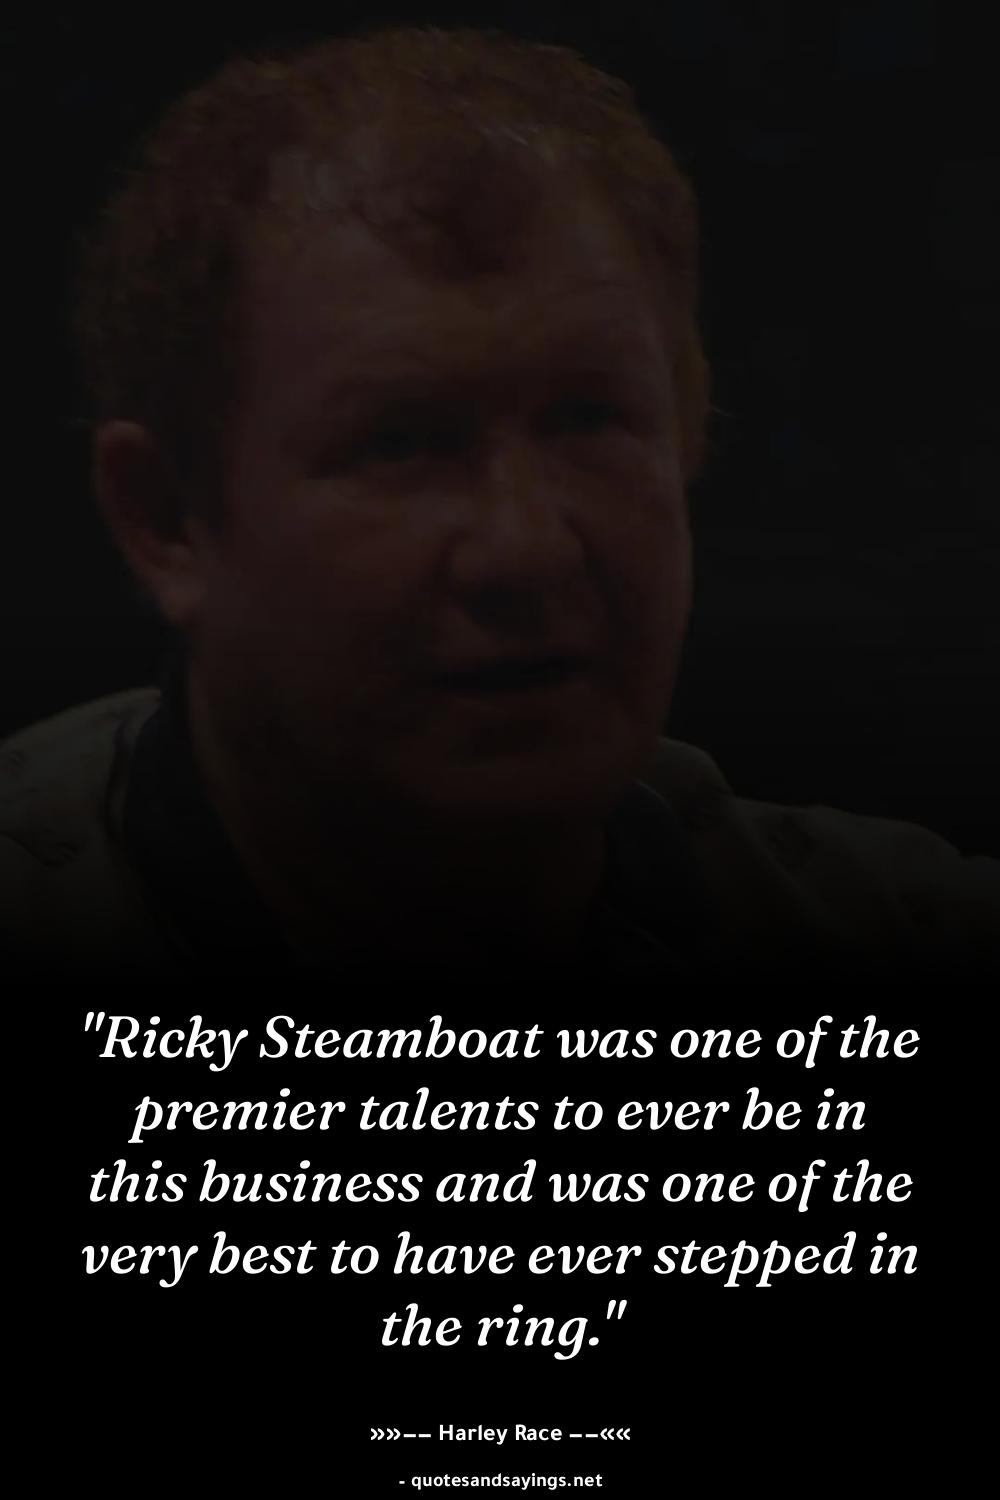 "Ricky Steamboat was one of the
premier talents to ever be in
this business and was one of the
very best to have ever stepped in
the ring."
»»−− Harley Race −−««
- quotesandsayings.net